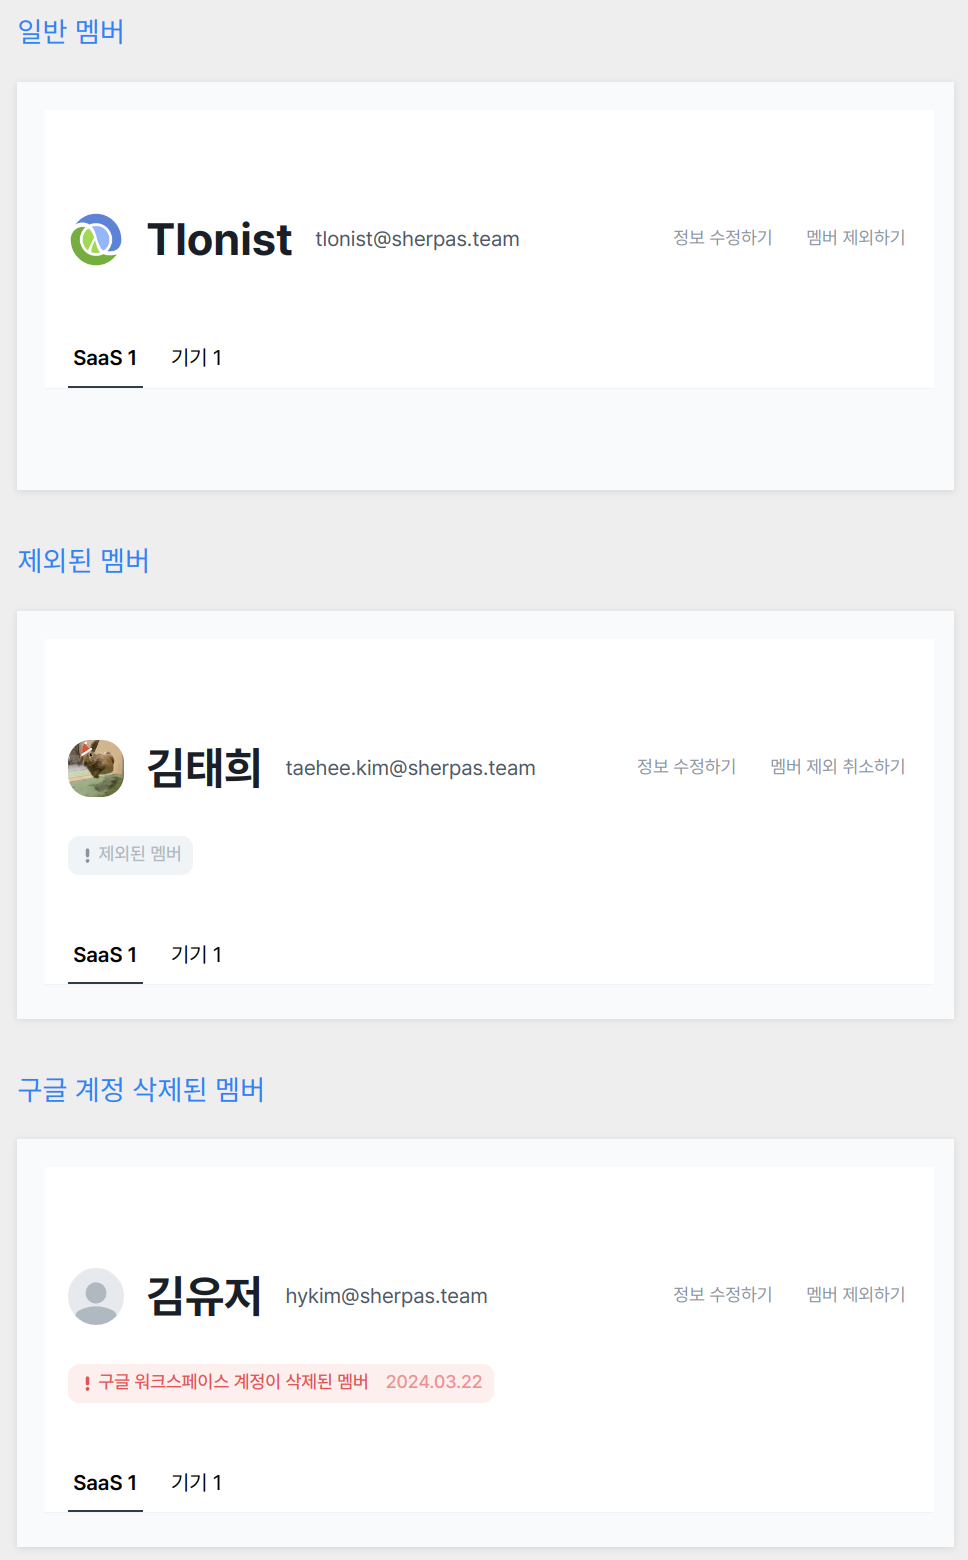 일반 멤버
Tlonist tlonist@sherpas.team 정보 수정하기 멤버 제외하기
SaaS 1 기기 1
제외된 멤버
김태희 taehee.kim@sherpas.team 정보 수정하기 멤버 제외 취소하기
! 제외된 멤버
SaaS 1 기기 1
구글 계정 삭제된 멤버
김유저 hykim@sherpas.team 정보 수정하기 멤버 제외하기
! 구글 워크스페이스 계정이 삭제된 멤버 2024.03.22
SaaS 1 기기 1